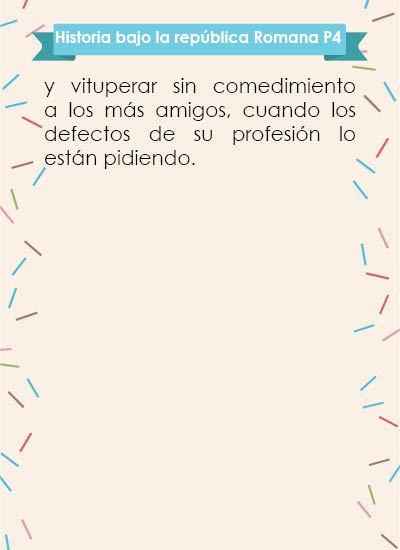 Historia bajo la república Romana P4
y vituperar sin comedimiento
a los más amigos, cuando los
defectos de su profesión lo
están pidiendo.